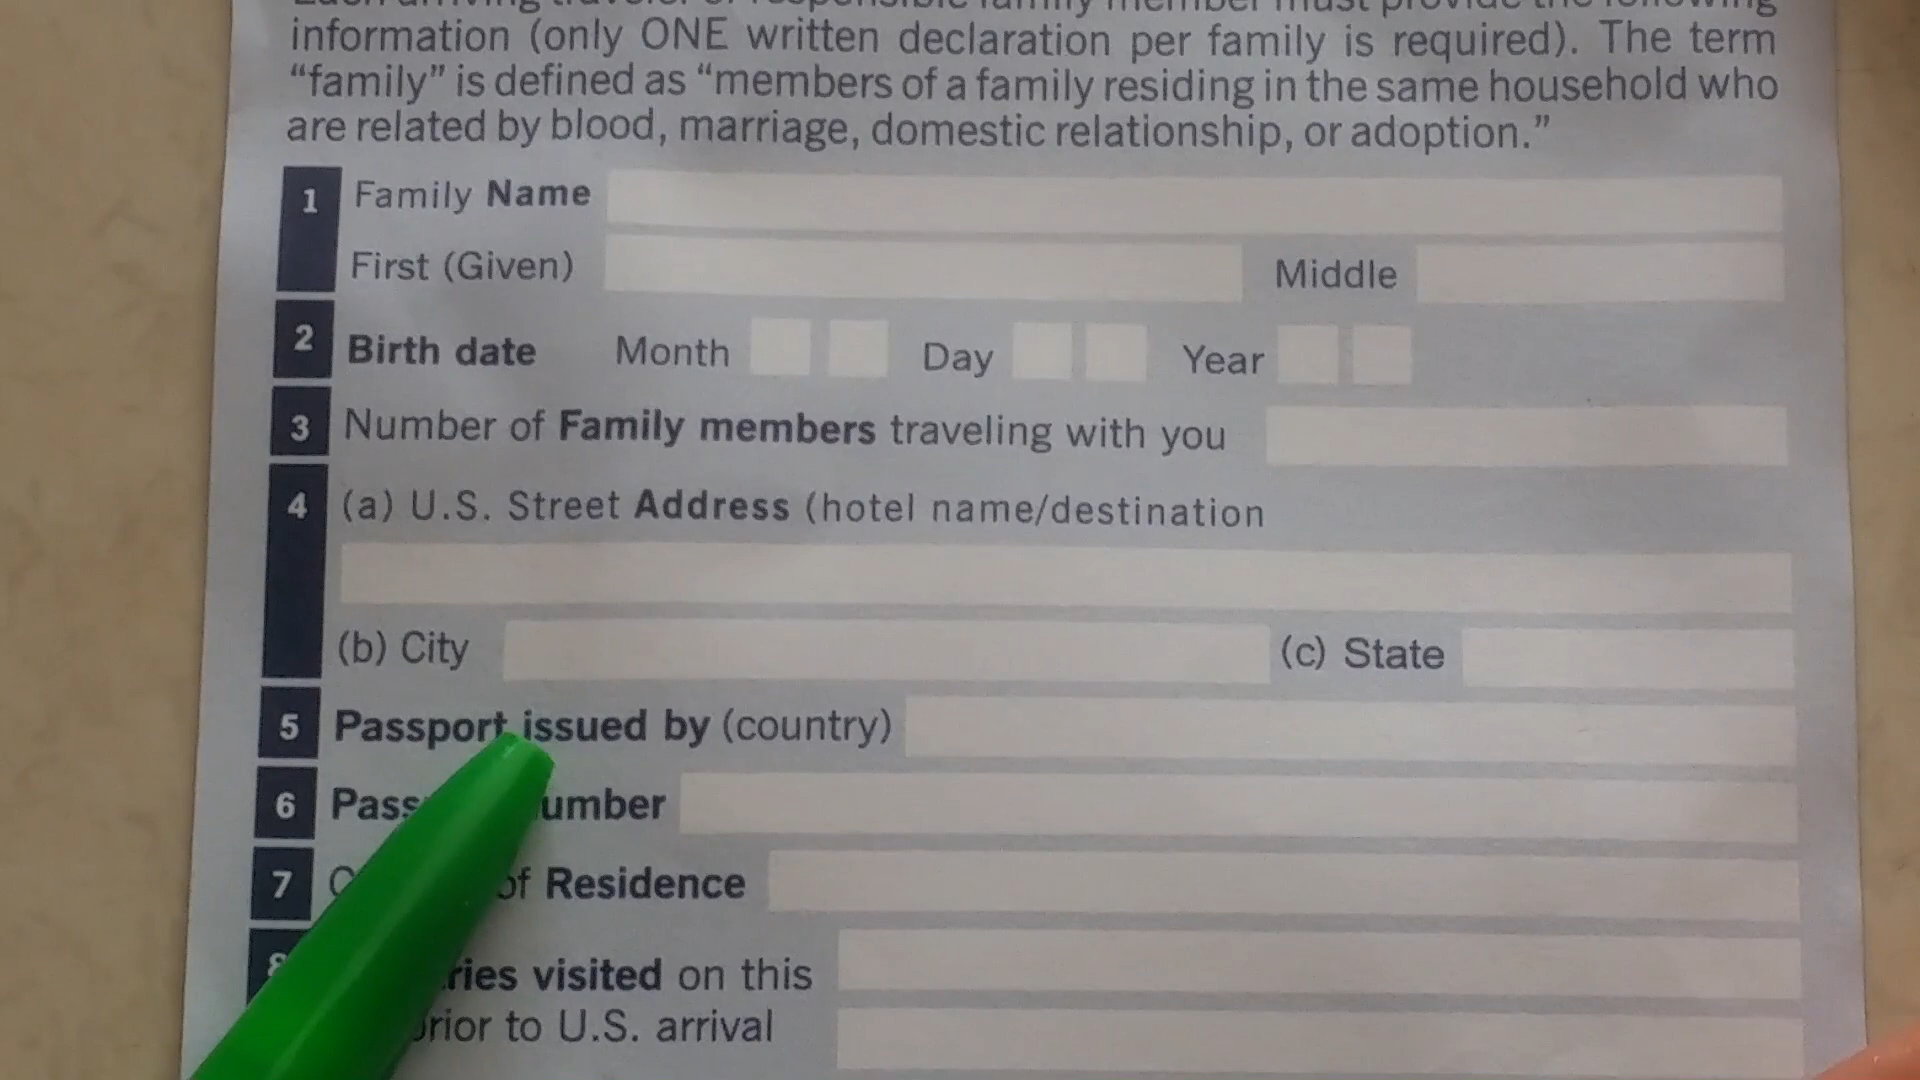 information (only ONE written declaration per family is required). The term
“family” is defined as “members of a family residing in the same household who
are related by blood, marriage, domestic relationship, or adoption.”
1 Family Name
First (Given) Middle
2 Birth date Month Day Year
3 Number of Family members traveling with you
4 (a) U.S. Street Address (hotel name/destination
(b) City (c) State
5 Passport issued by (country)
6 umber
7 of Residence
8 visited on this
to U.S. arrival